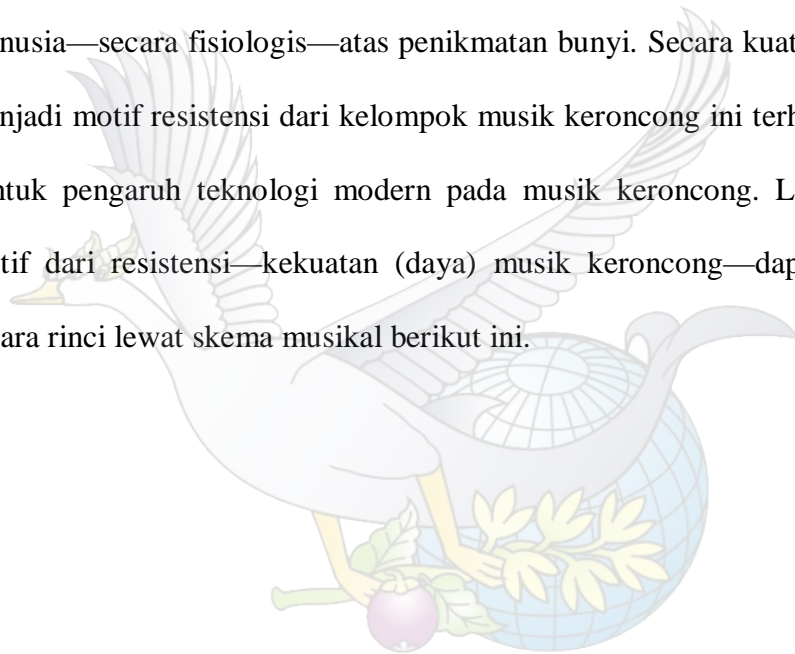 nusia—secara fisiologis—atas penikmatan bunyi. Secara kuat
njadi motif resistensi dari kelompok musik keroncong ini terh
ntuk pengaruh teknologi modern pada musik keroncong. L
tif dari resistensi—kekuatan (daya) musik keroncong—dap
ara rinci lewat skema musikal berikut ini.